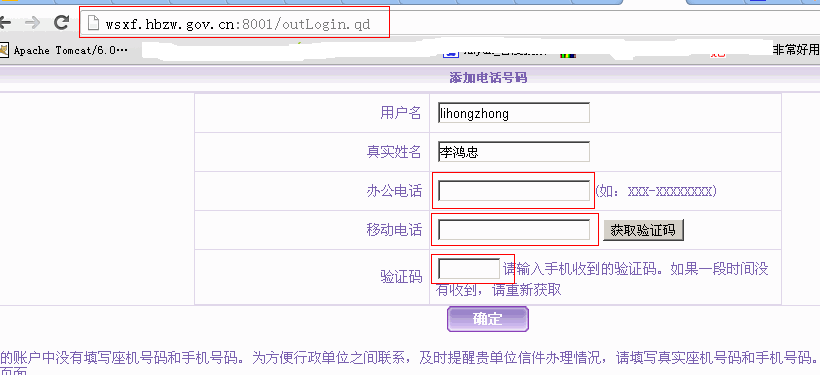 wsxf.hbzw.gov.cn:8001/outLogin.qd
Apache Tomcat/6.0…
非常好用
添加电话号码
用户名 lihongzhong
真实姓名 李鸿忠
办公电话 (如：XXX-XXXXXXXX)
移动电话 获取验证码
验证码 请输入手机收到的验证码。如果一段时间没
有收到，请重新获取
确定
的账户中没有填写座机号码和手机号码。为方便行政单位之间联系，及时提醒贵单位信件办理情况，请填写真实座机号码和手机号码。
页面